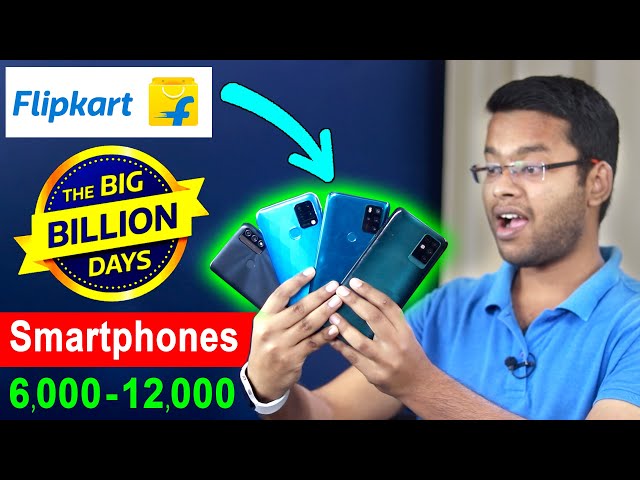 Flipkart
THE BIG
BILLION
DAYS
Smartphones
6,000-12,000